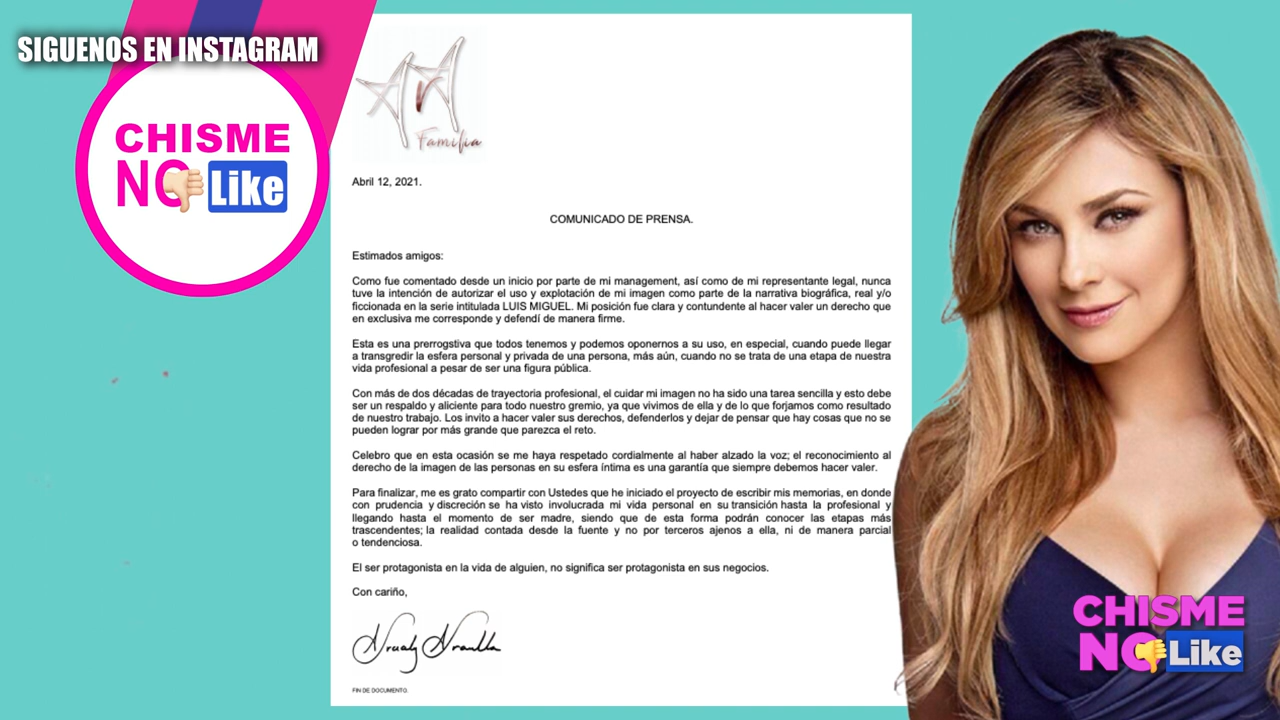 SIGUENOS EN INSTAGRAM
CHISME
NO Like
ArA
Familia
Abril 12, 2021.
COMUNICADO DE PRENSA.
Estimados amigos:
Como fue comentado desde un inicio por parte de mi management, así como de mi representante legal, nunca
tuve la intención de autorizar el uso y explotación de mi imagen como parte de la narrativa biográfica, real y/o
ficcionada en la serie intitulada LUIS MIGUEL. Mi posición fue clara y contundente al hacer valer un derecho que
en exclusiva me corresponde y defendí de manera firme.
Esta es una prerrogstiva que todos tenemos y podemos oponernos a su uso, en especial, cuando puede llegar
a transgredir la esfera personal y privada de una persona, más aún, cuando no se trata de una etapa de nuestra
vida profesional a pesar de ser una figura pública.
Con más de dos décadas de trayectoria profesional, el cuidar mi imagen no ha sido una tarea sencilla y esto debe
ser un respaldo y aliciente para todo nuestro gremio, ya que vivimos de ella y de lo que forjamos como resultado
de nuestro trabajo. Los invito a hacer valer sus derechos, defenderlos y dejar de pensar que hay cosas que no se
pueden lograr por más grande que parezca el reto.
Celebro que en esta ocasión se me haya respetado cordialmente al haber alzado la voz; el reconocimiento al
derecho de la imagen de las personas en su esfera íntima es una garantía que siempre debemos hacer valer.
Para finalizar, me es grato compartir con Ustedes que he iniciado el proyecto de escribir mis memorias, en donde
con prudencia y discreción se ha visto involucrada mi vida personal en su transición hasta la profesional y
llegando hasta el momento de ser madre, siendo que de esta forma podrán conocer las etapas más
trascendentes; la realidad contada desde la fuente y no por terceros ajenos a ella, ni de manera parcial
o tendenciosa.
El ser protagonista en la vida de alguien, no significa ser protagonista en sus negocios.
Con cariño,
FIN DE DOCUMENTO.
CHISME
NO Like